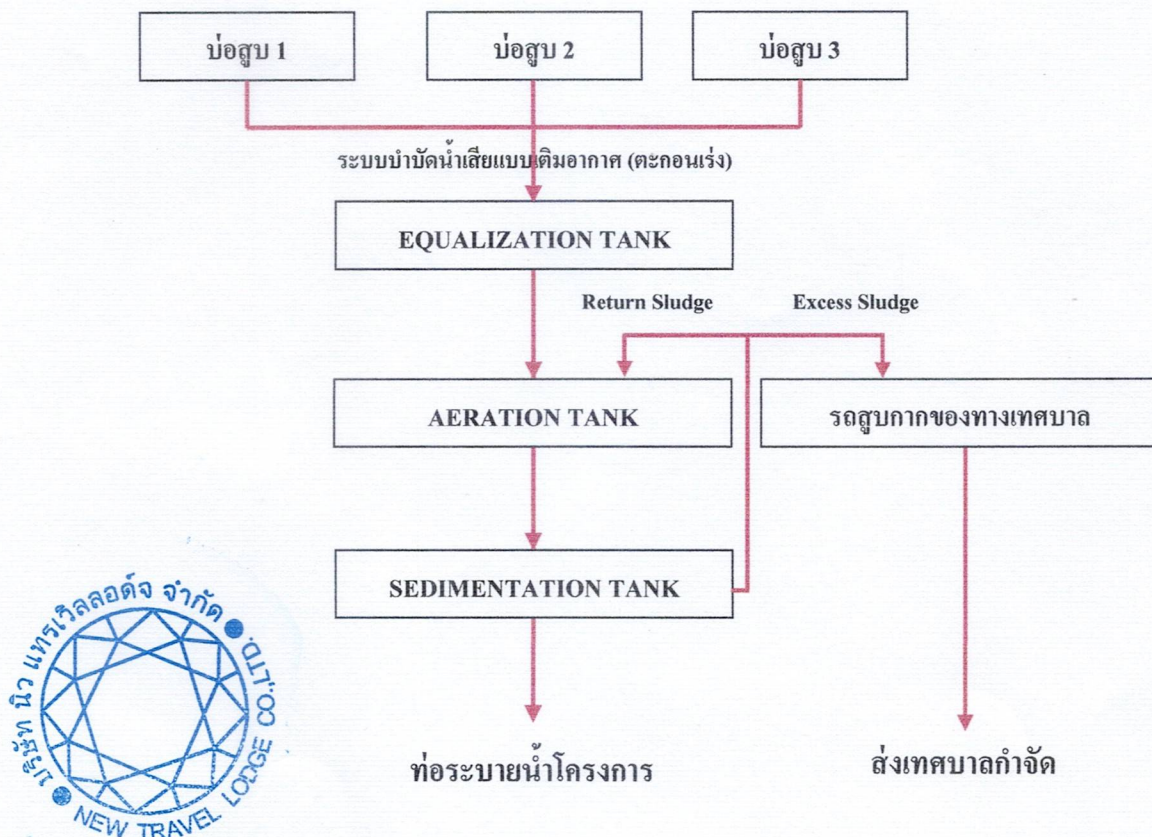 บ่อสูบ 1
บ่อสูบ 2
บ่อสูบ 3
ระบบบำบัดน้ำเสียแบบเติมอากาศ (ตะกอนเร่ง)
EQUALIZATION TANK
Return Sludge
Excess Sludge
AERATION TANK
รถสูบกากของทางเทศบาล
SEDIMENTATION TANK
ท่อระบายน้ำโครงการ
ส่งเทศบาลกำจัด
บริษัท นิว แทรเวิลลอด์จ จำกัด
NEW TRAVEL LODGE CO.,LTD.